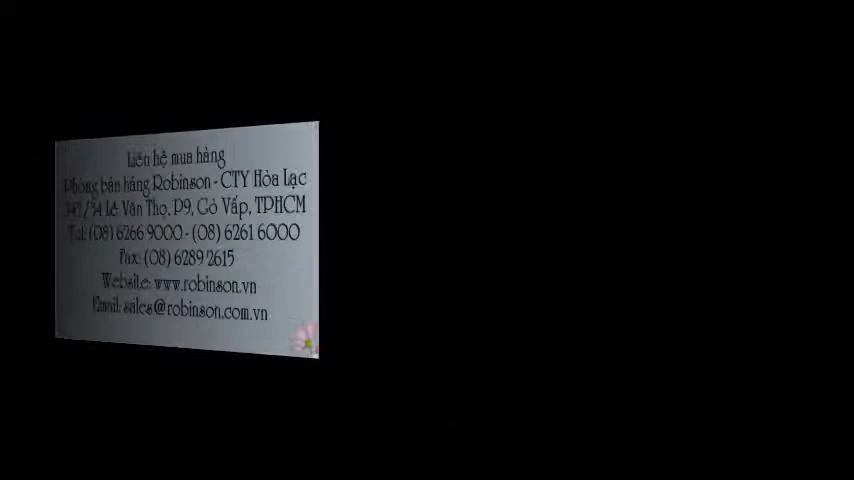 Liên hệ mua hàng
Phòng bán hàng Robinson - CTY Hòa Lạc
Lê Văn Thọ, P9, Gò Vấp, TPHCM
Tel: (08) 6266 9000 - (08) 6261 6000
Fax: (08) 6289 2615
Website: www.robinson.vn
Email: sales@robinson.com.vn